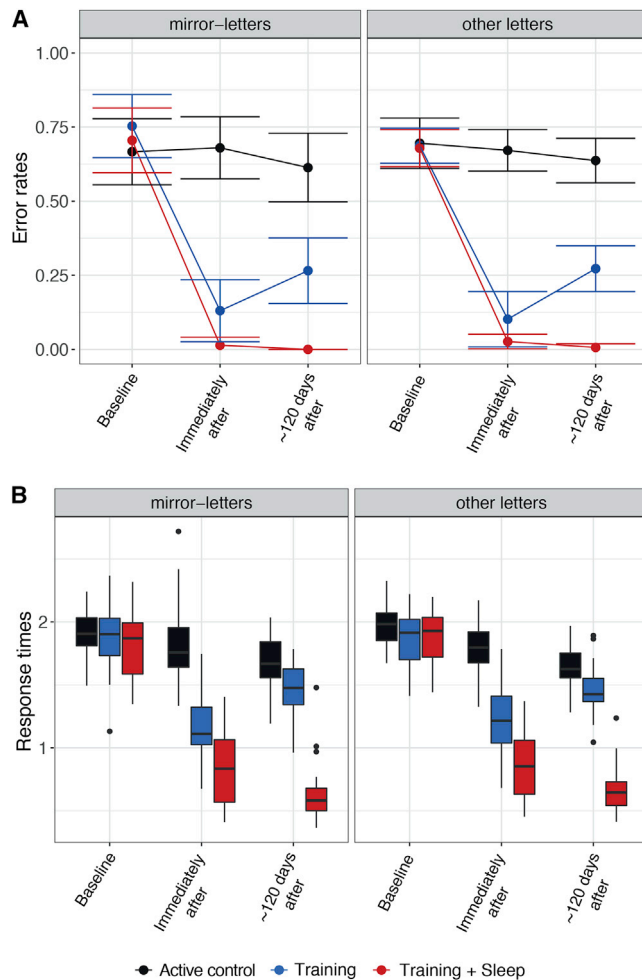 A
mirror−letters
other letters
Error rates
1.00
0.75
0.50
0.25
0.00
Baseline
Immediately
after
~120 days
after
Baseline
Immediately
after
~120 days
after
B
mirror−letters
other letters
Response times
2
1
Baseline
Immediately
after
~120 days
after
Baseline
Immediately
after
~120 days
after
Active control Training Training + Sleep